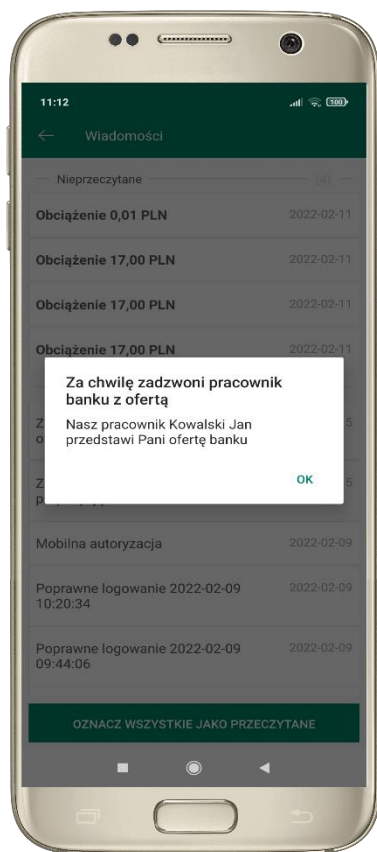 11:12
100
Wiadomości
Nieprzeczytane
Obciążenie 0,01 PLN 2022-02-11
Obciążenie 17,00 PLN 2022-02-11
Obciążenie 17,00 PLN 2022-02-11
Obciążenie 17,00 PLN 2022-02-11
Za chwilę zadzwoni pracownik
banku z ofertą
Nasz pracownik Kowalski Jan
przedstawi Pani ofertę banku
OK
Mobilna autoryzacja 2022-02-09
Poprawne logowanie 2022-02-09 2022-02-09
10:20:34
Poprawne logowanie 2022-02-09 2022-02-09
09:44:06
OZNACZ WSZYSTKIE JAKO PRZECZYTANE